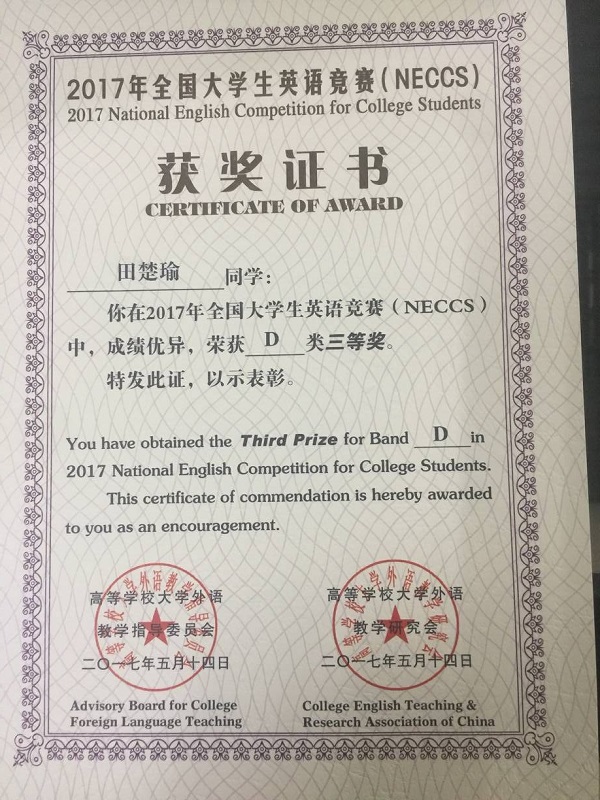 2017年全国大学生英语竞赛(NECCS)
2017 National English Competition for College Students
获奖证书
CERTIFICATE OF AWARD
田楚瑜同学：
你在2017年全国大学生英语竞赛（NECCS）
中，成绩优异，荣获 D 类三等奖。
特发此证，以示表彰。
You have obtained the Third Prize for Band D in
2017 National English Competition for College Students.
This certificate of commendation is hereby awarded
to you as an encouragement.
高等学校大学外语
教学指导委员会
二〇一七年五月十四日
Advisory Board for College
Foreign Language Teaching
高等学校大学外语
教学研究会
二〇一七年五月十四日
College English Teaching &
Research Association of China